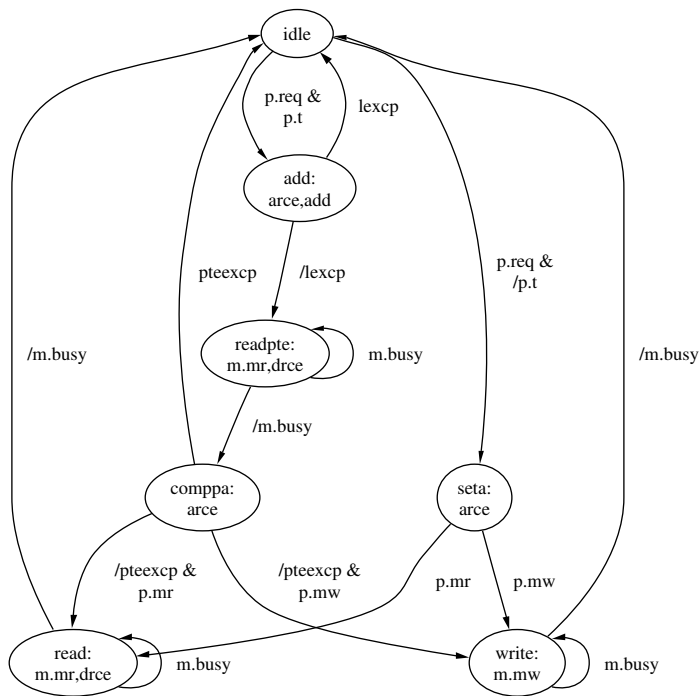 idle
p.req &
p.t
lexcp
add:
arce,add
pteexcp
/lexcp
p.req &
/p.t
/m.busy
readpte:
m.mr,drce
m.busy
/m.busy
/m.busy
comppa:
arce
seta:
arce
/pteexcp &
p.mr
/pteexcp &
p.mw
p.mr
p.mw
read:
m.mr,drce
m.busy
write:
m.mw
m.busy